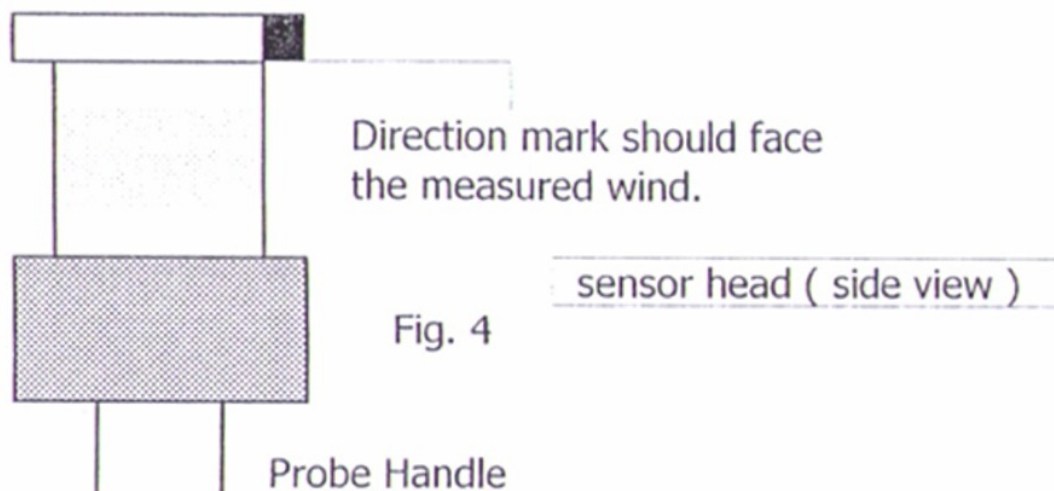 Direction mark should face
the measured wind.
sensor head ( side view )
Fig. 4
Probe Handle